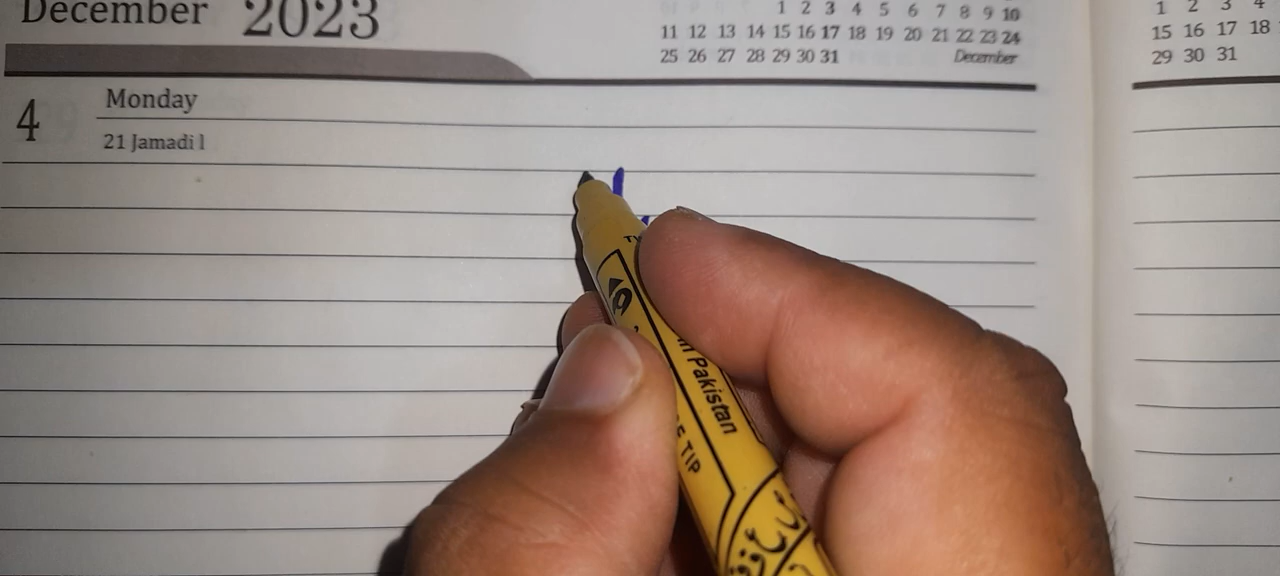 December 2023
1 2 3 4 5 6 7 8 9 10
11 12 13 14 15 16 17 18 19 20 21 22 23 24
25 26 27 28 29 30 31
December
1 2 3 4
15 16 17 18
29 30 31
4
Monday
21 Jamadi l
in Pakistan
TIP